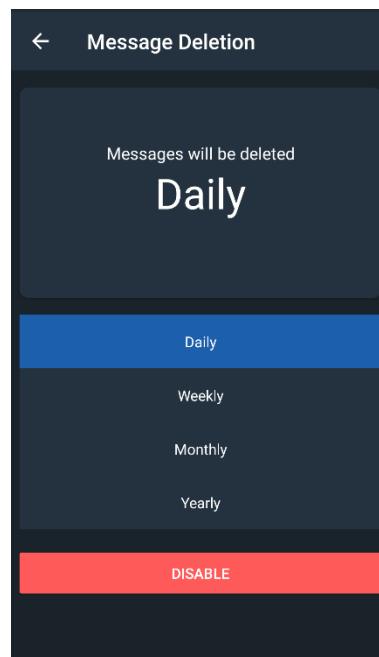 Message Deletion
Messages will be deleted
Daily
Daily
Weekly
Monthly
Yearly
DISABLE